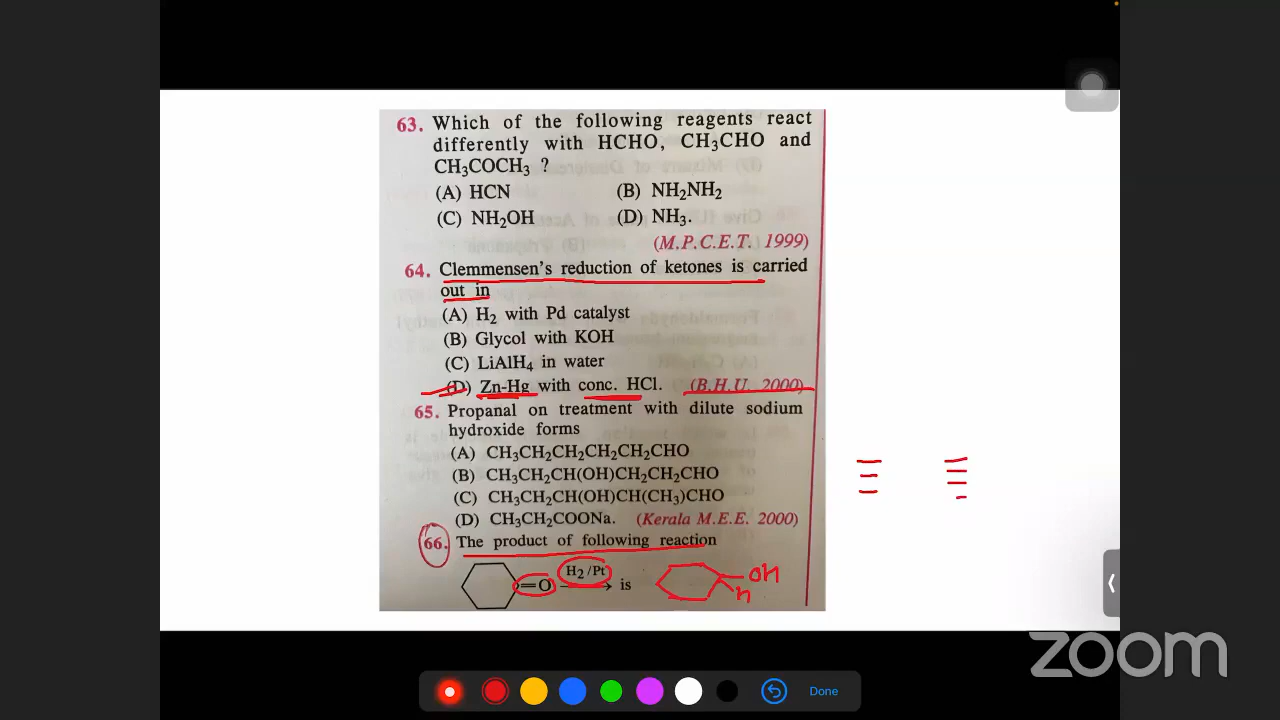 63. Which of the following reagents react
differently with HCHO, CH₃CHO and
CH₃COCH₃ ?
(A) HCN (B) NH₂NH₂
(C) NH₂OH (D) NH₃.
(M.P.C.E.T. 1999)
64. Clemmensen's reduction of ketones is carried
out in
(A) H₂ with Pd catalyst
(B) Glycol with KOH
(C) LiAlH₄ in water
(D) Zn-Hg with conc. HCl. (B.H.U. 2000)
65. Propanal on treatment with dilute sodium
hydroxide forms
(A) CH₃CH₂CH₂CH₂CH₂CHO
(B) CH₃CH₂CH(OH)CH₂CH₂CHO
(C) CH₃CH₂CH(OH)CH(CH₃)CHO
(D) CH₃CH₂COONa. (Kerala M.E.E. 2000)
66. The product of following reaction
=O H₂/Pt is OH
H
zoom
Done